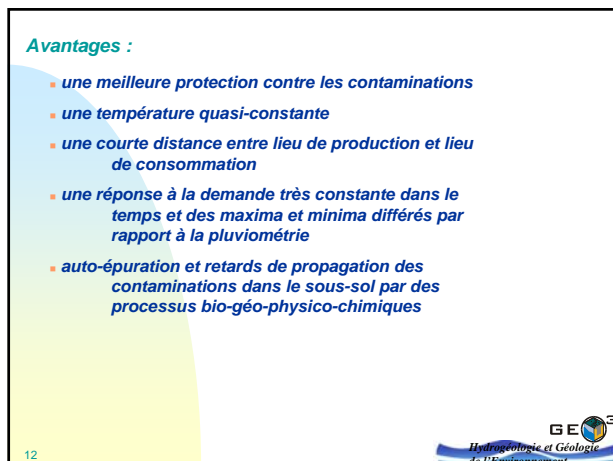 Avantages :
une meilleure protection contre les contaminations
une température quasi-constante
une courte distance entre lieu de production et lieu
de consommation
une réponse à la demande très constante dans le
temps et des maxima et minima différés par
rapport à la pluviométrie
auto-épuration et retards de propagation des
contaminations dans le sous-sol par des
processus bio-géo-physico-chimiques
GE 3
Hydrogéologie et Géologie
de l'Environnement
12